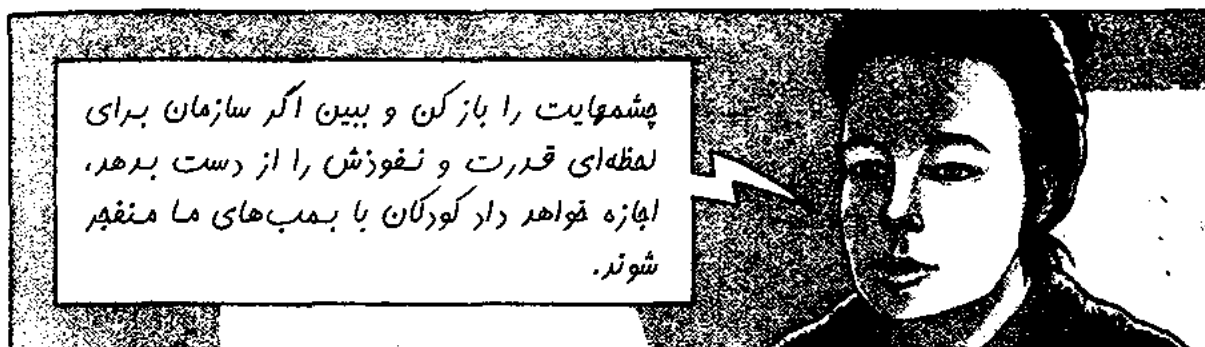 چشمهایت را باز کن و ببین اگر سازمان برای
لحظه‌ای قدرت و نفوذش را از دست بدهد،
اجازه خواهد داد کودکان با بمب‌های ما منفجر
شوند.